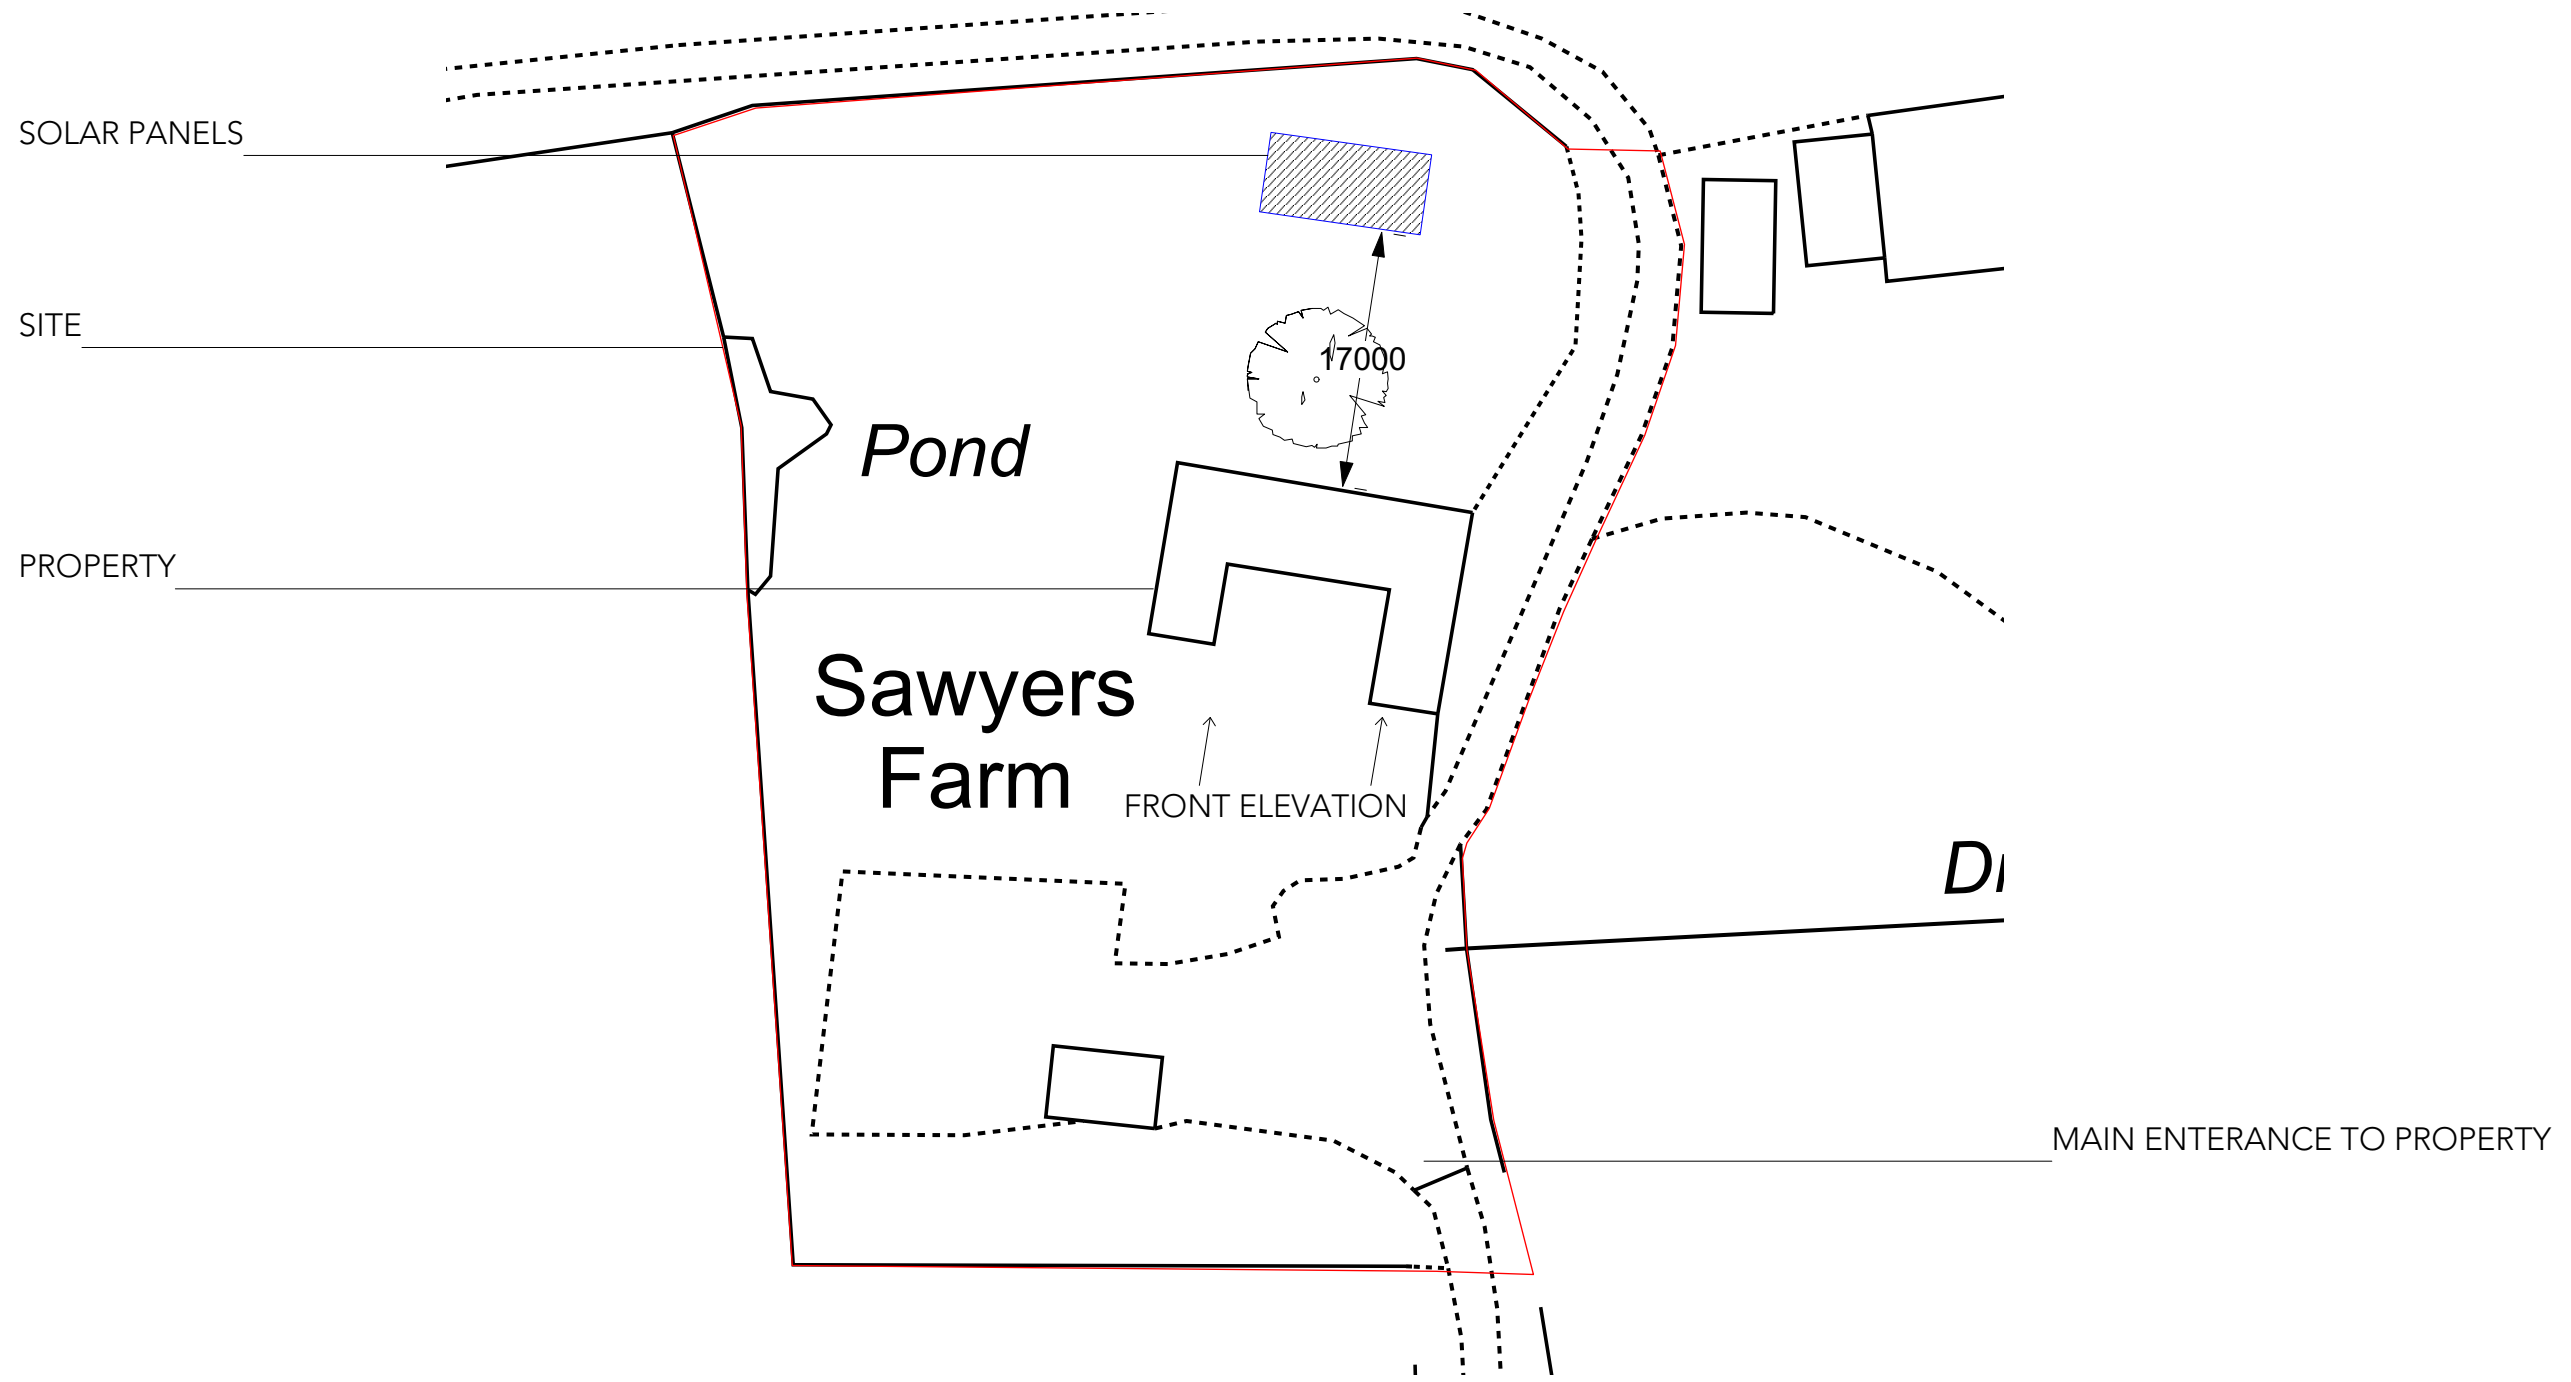 SOLAR PANELS
SITE
17000
Pond
PROPERTY
Sawyers
Farm
FRONT ELEVATION
MAIN ENTERANCE TO PROPERTY